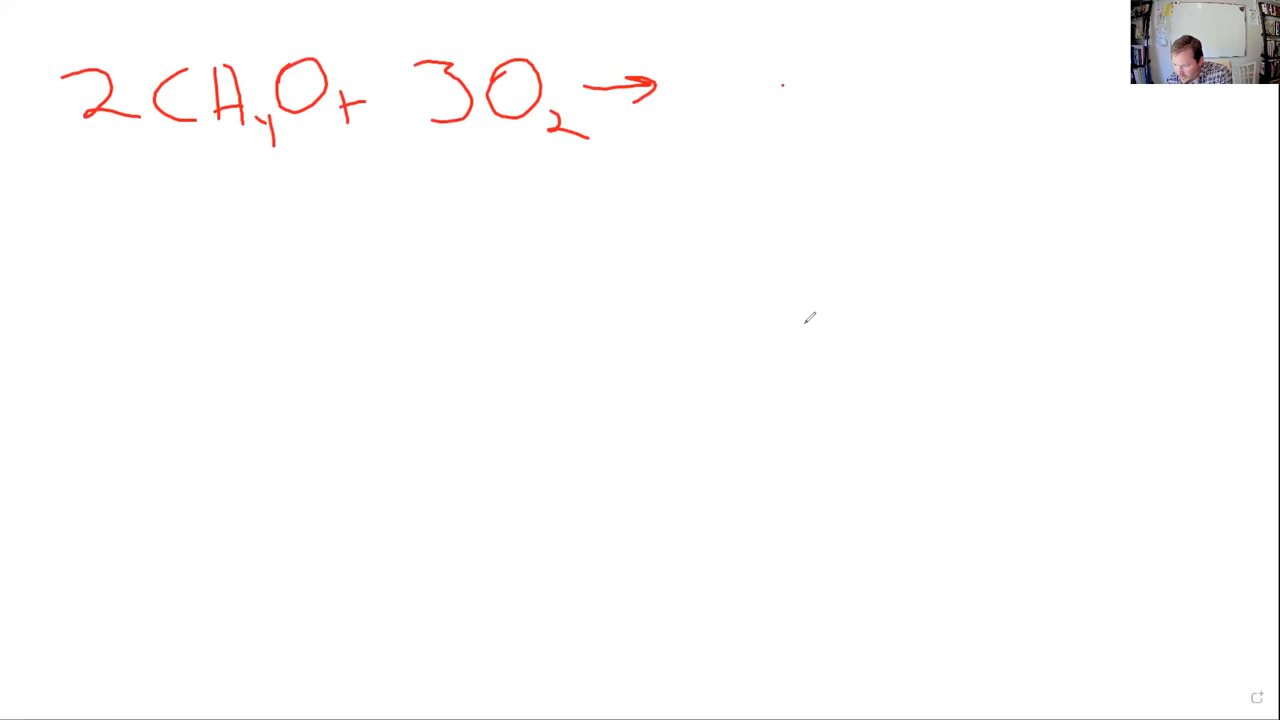 2CH₄O + 3O₂ →